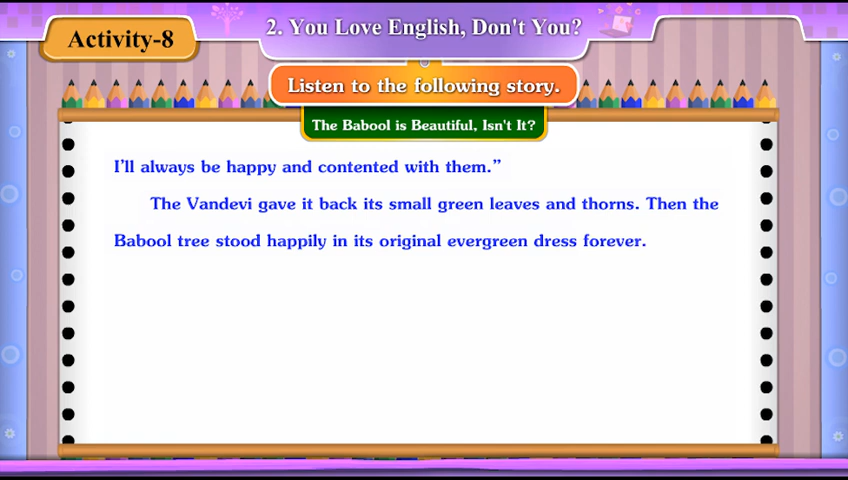 Activity-8
2. You Love English, Don't You?
Listen to the following story.
The Babool is Beautiful, Isn't It?
I'll always be happy and contented with them."
The Vandevi gave it back its small green leaves and thorns. Then the
Babool tree stood happily in its original evergreen dress forever.